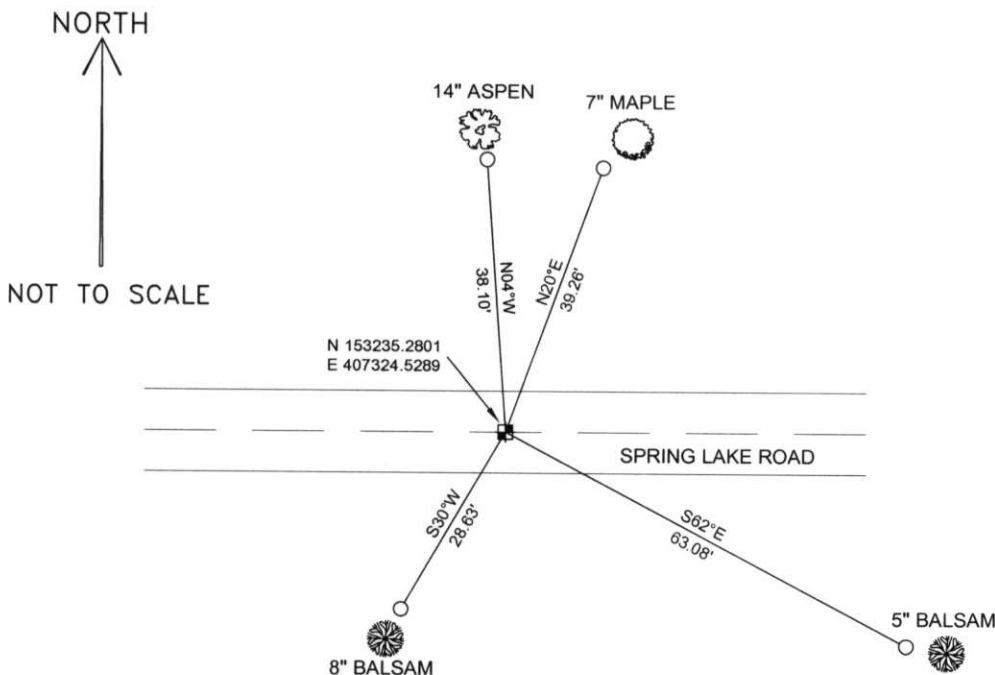 NORTH
14" ASPEN
7" MAPLE
NOT TO SCALE
N04°W
38.10'
N20°E
39.26'
N 153235.2801
E 407324.5289
SPRING LAKE ROAD
S30°W
28.63'
S62°E
63.08'
5" BALSAM
8" BALSAM